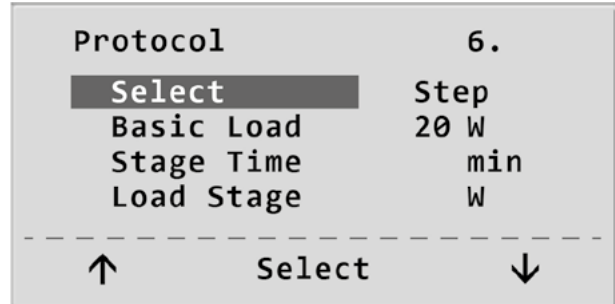 Protocol 6.
Select Step
Basic Load 20 W
Stage Time min
Load Stage W
↑ Select ↓